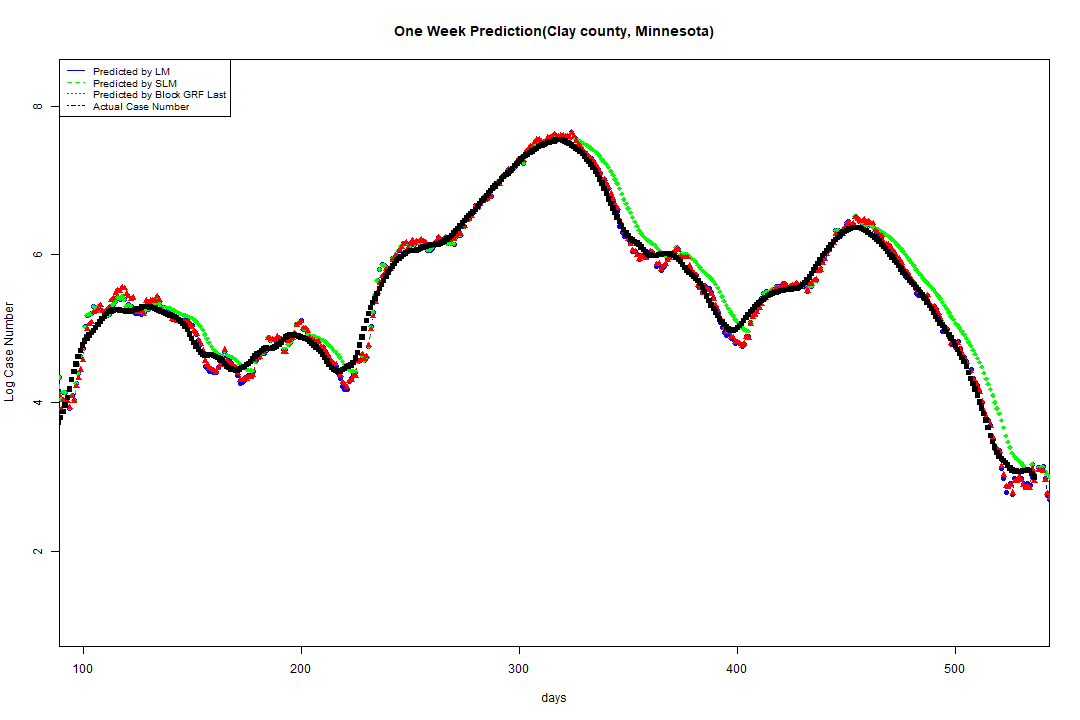 One Week Prediction(Clay county, Minnesota)
Predicted by LM
Predicted by SLM
Predicted by Block GRF Last
Actual Case Number
8
6
4
2
Log Case Number
100 200 300 400 500
days